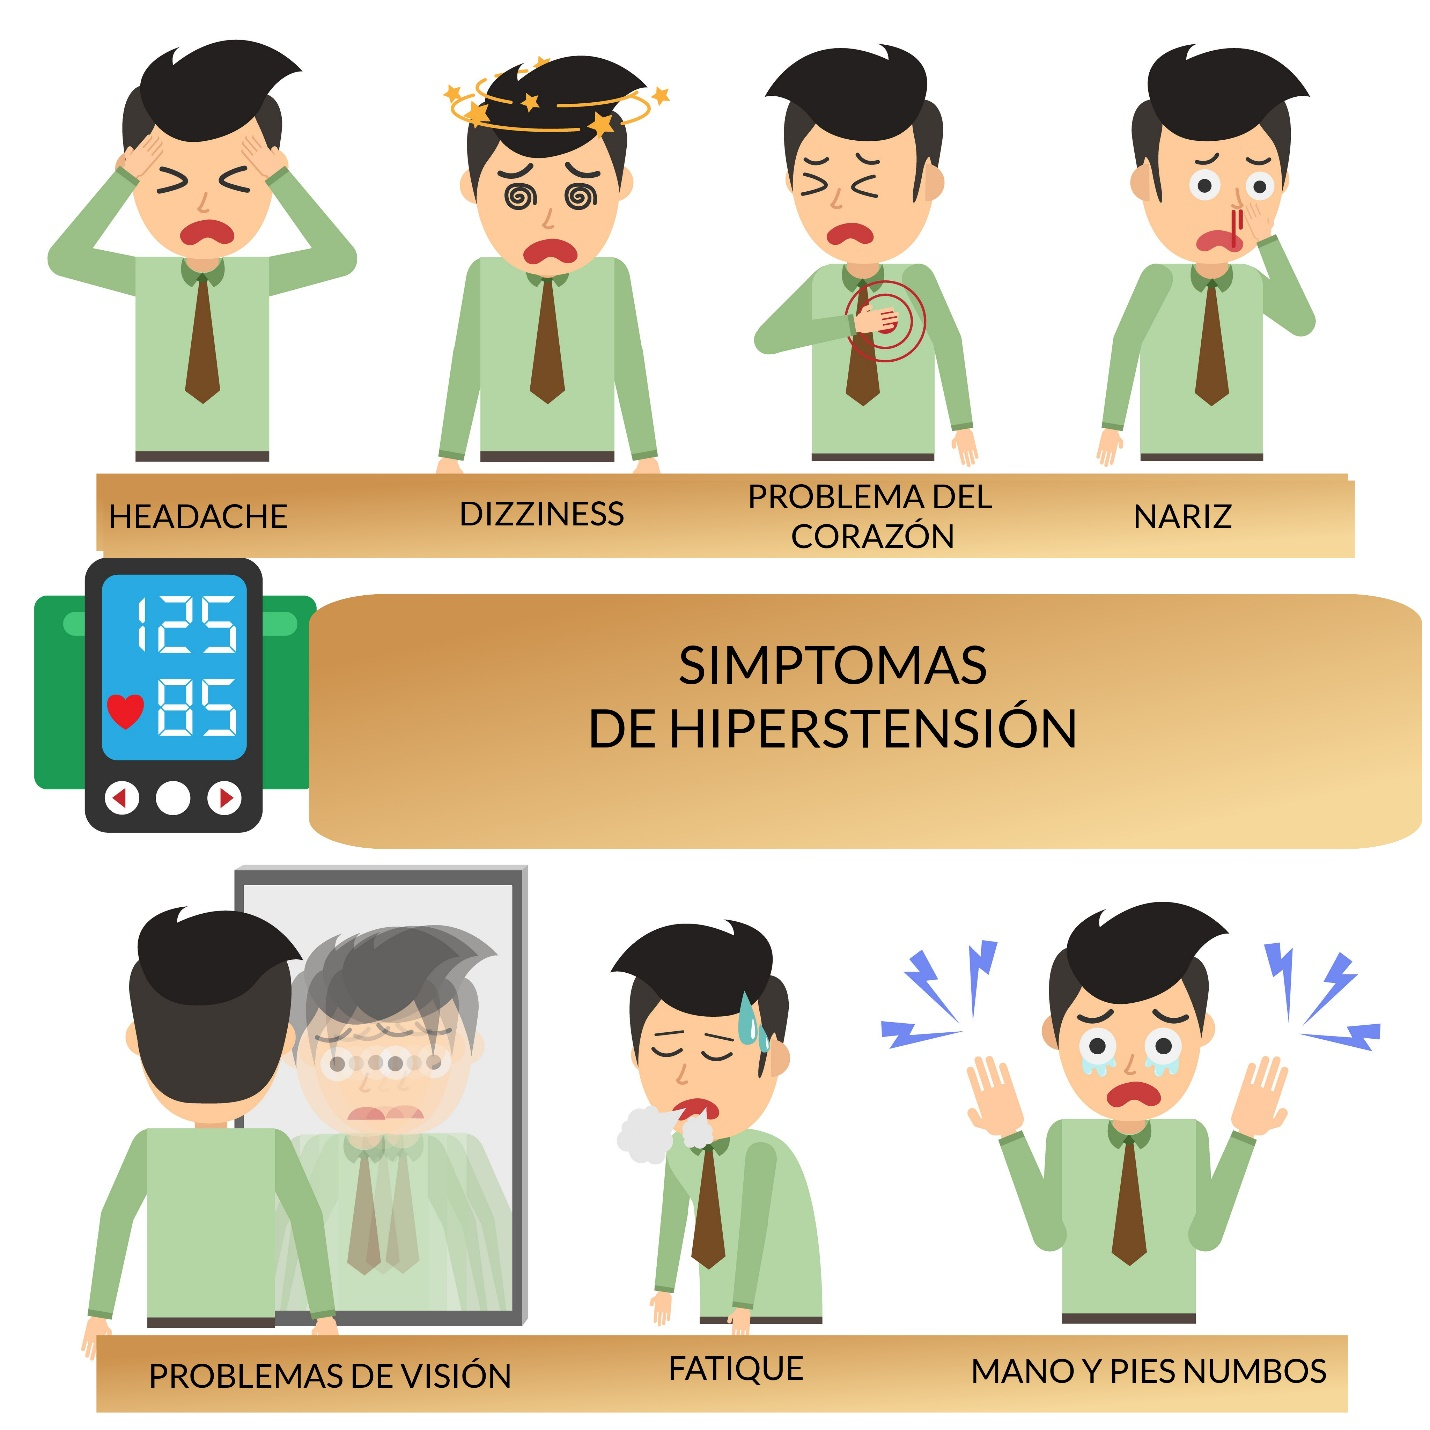 HEADACHE
DIZZINESS
PROBLEMA DEL
CORAZÓN
NARIZ
125
85
SIMPTOMAS
DE HIPERSTENSIÓN
PROBLEMAS DE VISIÓN
FATIQUE
MANO Y PIES NUMBOS